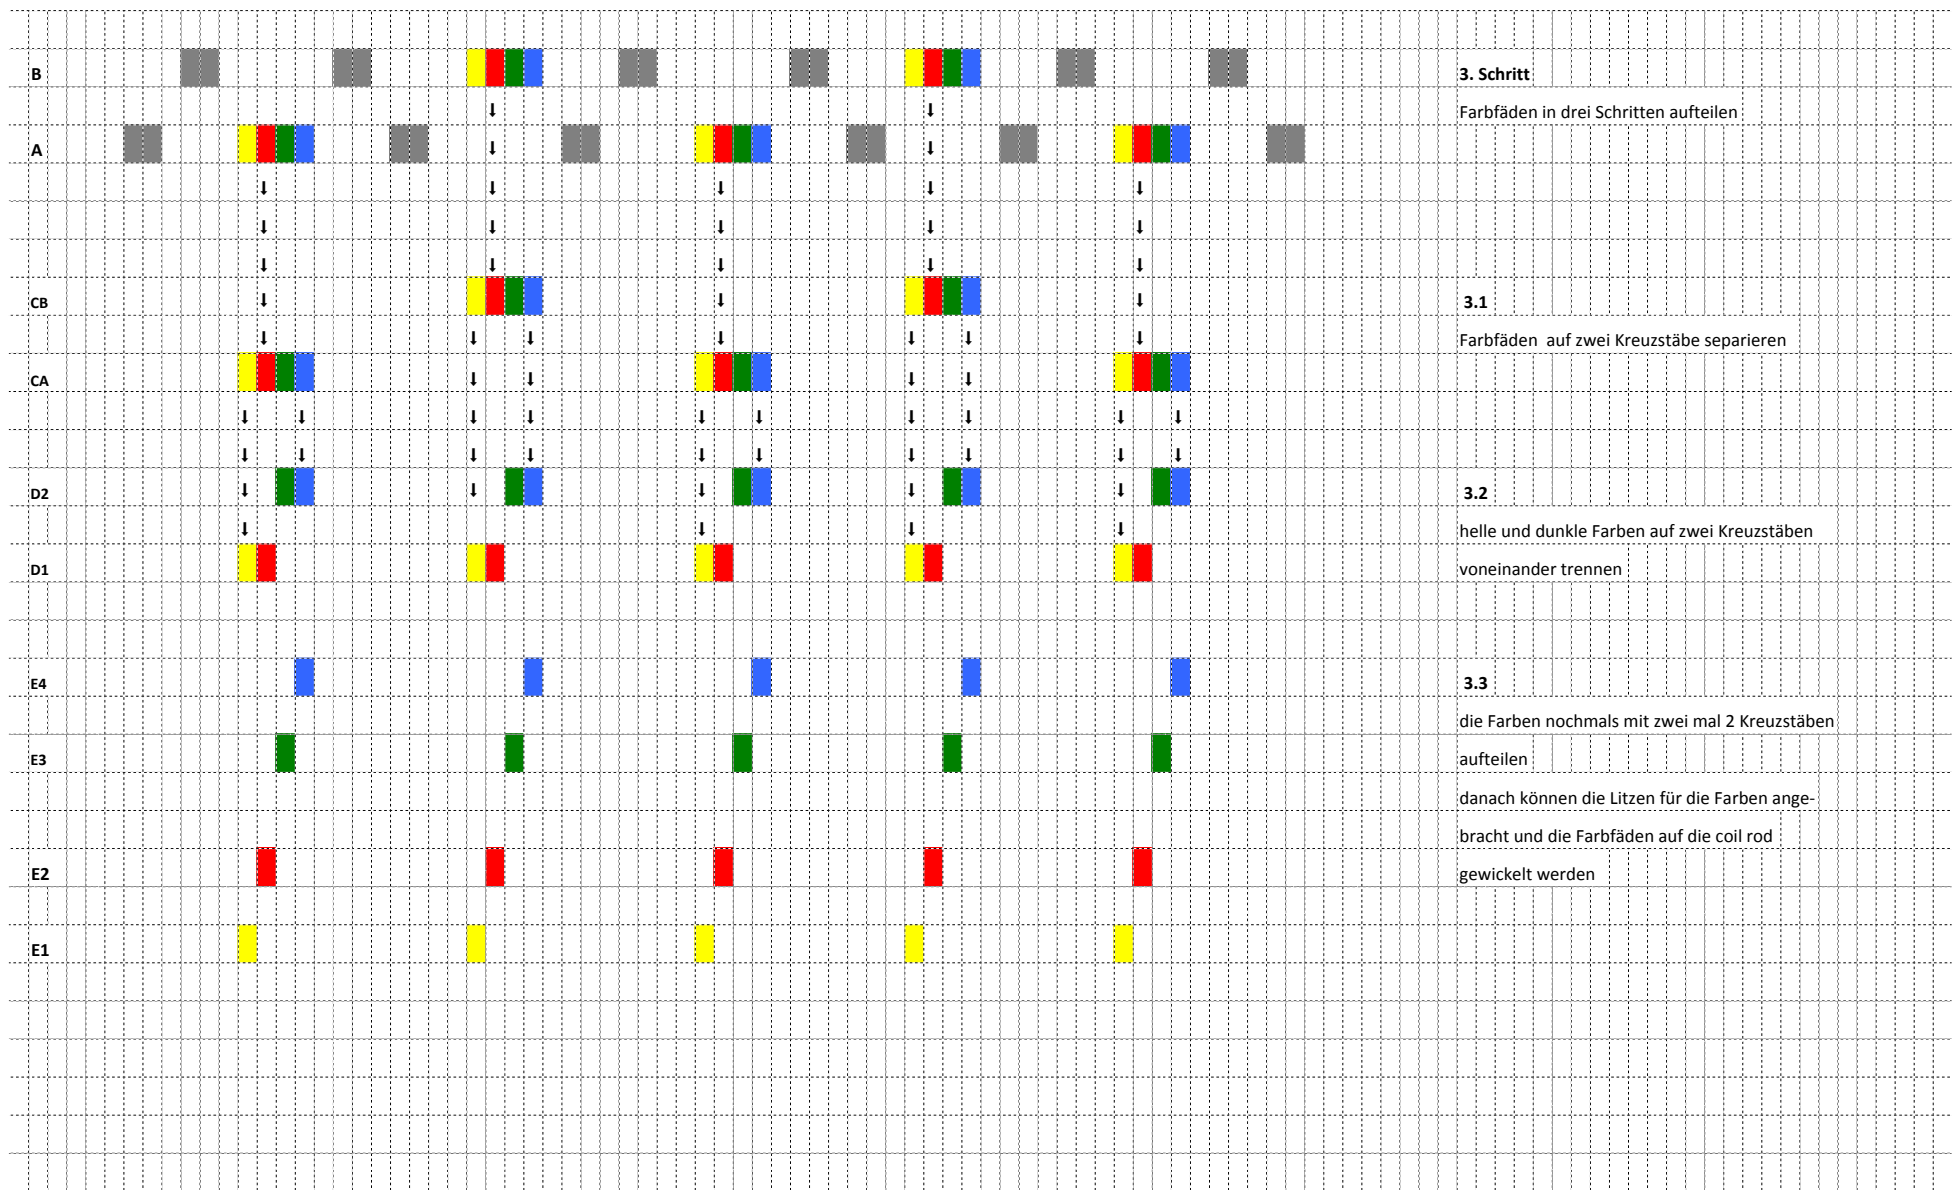 B
3. Schritt
Farbfäden in drei Schritten aufteilen
A
CB
3.1
Farbfäden  auf zwei Kreuzstäbe separieren
CA
D2
3.2
helle und dunkle Farben auf zwei Kreuzstäben
D1
voneinander trennen
E4
3.3
die Farben nochmals mit zwei mal 2 Kreuzstäben
E3
aufteilen
danach können die Litzen für die Farben ange-
bracht und die Farbfäden auf die coil rod
E2
gewickelt werden
E1